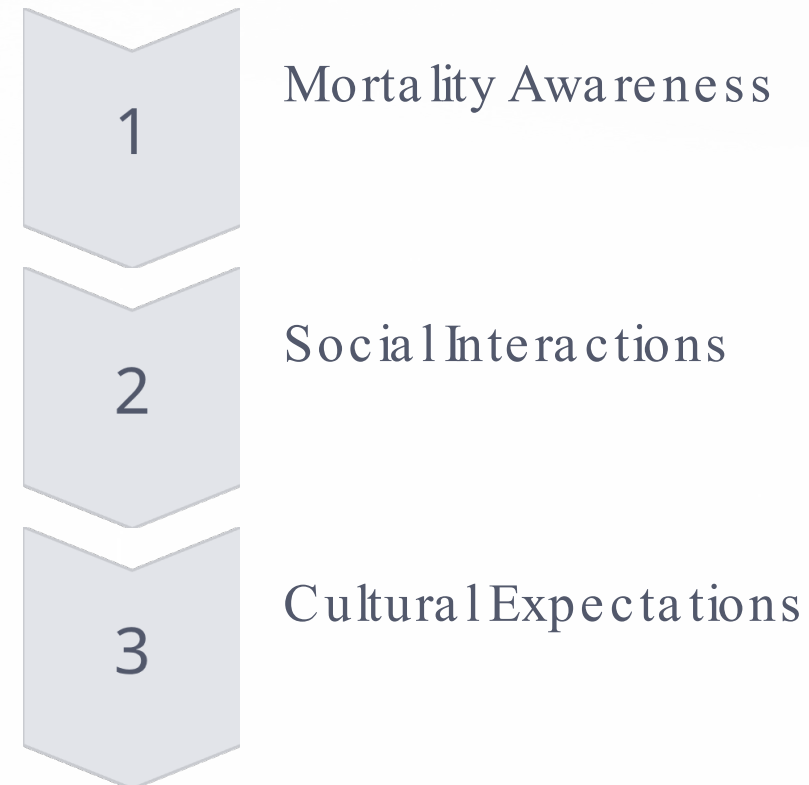 1
Mortality Awareness
2
Social Interactions
3
Cultural Expectations